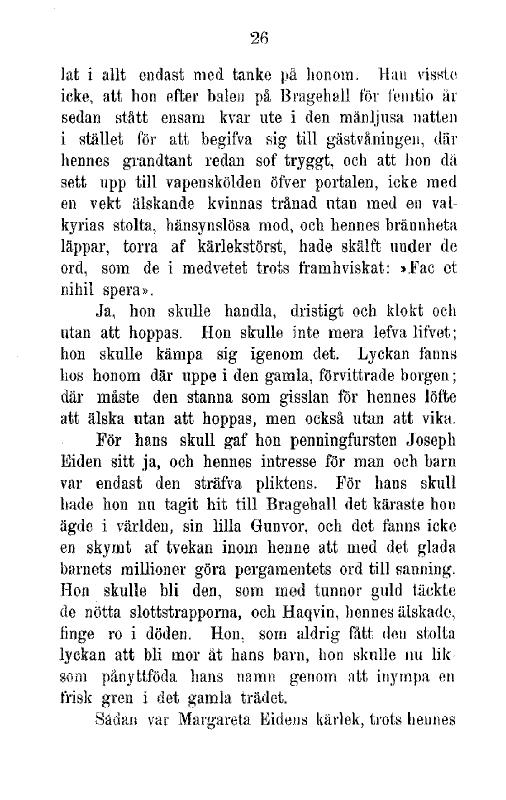 26
lat i allt endast med tanke på honom. Han visste
icke, att hon efter balen på Bragehall för femtio år
sedan stått ensam kvar ute i den månljusa natten
i stället för att begifva sig till gästvåningen, där
hennes grandtant redan sof tryggt, och att hon då
sett upp till vapenskölden öfver portalen, icke med
en vekt älskande kvinnas trånad utan med en val-
kyrias stolta, hänsynslösa mod, och hennes brännheta
läppar, torra af kärlekstörst, hade skälft under de
ord, som de i medvetet trots framhviskat: »Fac et
nihil spera».
Ja, hon skulle handla, dristigt och klokt och
utan att hoppas. Hon skulle inte mera lefva lifvet;
hon skulle kämpa sig igenom det. Lyckan fanns
hos honom där uppe i den gamla, förvittrade borgen;
där måste den stanna som gisslan för hennes löfte
att älska utan att hoppas, men också utan att vika.
För hans skull gaf hon penningfursten Joseph
Eiden sitt ja, och hennes intresse för man och barn
var endast den sträfva pliktens. För hans skull
hade hon nu tagit hit till Bragehall det käraste hon
ägde i världen, sin lilla Gunvor, och det fanns icke
en skymt af tvekan inom henne att med det glada
barnets millioner göra pergamentets ord till sanning.
Hon skulle bli den, som med tunnor guld täckte
de nötta slottstrapporna, och Haqvin, hennes älskade,
finge ro i döden. Hon, som aldrig fått den stolta
lyckan att bli mor åt hans barn, hon skulle nu lik
som pånyttföda hans namn genom att inympa en
frisk gren i det gamla trädet.
Sådan var Margareta Eidens kärlek, trots hennes